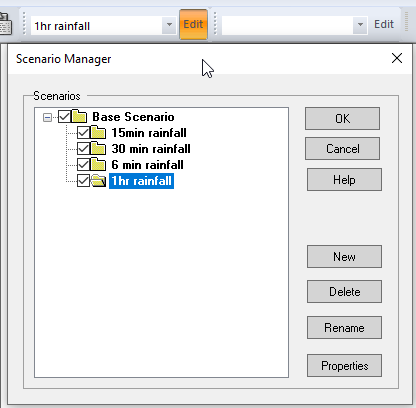 1hr rainfall Edit Edit
Scenario Manager
Scenarios
Base Scenario
15min rainfall
30 min rainfall
6 min rainfall
1hr rainfall
OK
Cancel
Help
New
Delete
Rename
Properties